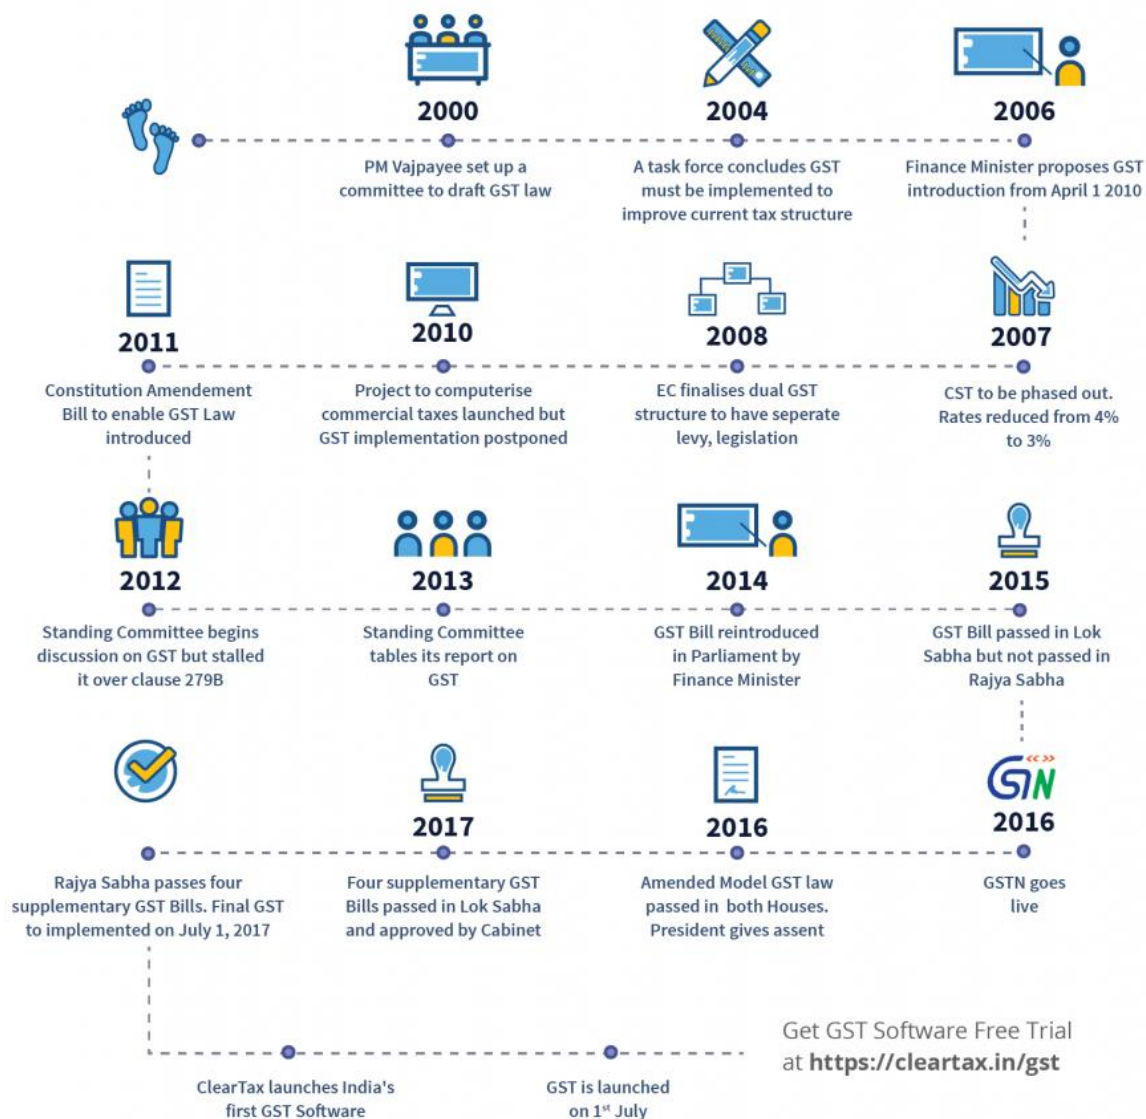 2000
PM Vajpayee set up a
committee to draft GST law
2004
A task force concludes GST
must be implemented to
improve current tax structure
2006
Finance Minister proposes GST
introduction from April 1 2010
2007
CST to be phased out.
Rates reduced from 4%
to 3%
2008
EC finalises dual GST
structure to have seperate
levy, legislation
2010
Project to computerise
commercial taxes launched but
GST implementation postponed
2011
Constitution Amendement
Bill to enable GST Law
introduced
2012
Standing Committee begins
discussion on GST but stalled
it over clause 279B
2013
Standing Committee
tables its report on
GST
2014
GST Bill reintroduced
in Parliament by
Finance Minister
2015
GST Bill passed in Lok
Sabha but not passed in
Rajya Sabha
GSTN
2016
GSTN goes
live
2016
Amended Model GST law
passed in both Houses.
President gives assent
2017
Four supplementary GST
Bills passed in Lok Sabha
and approved by Cabinet
Rajya Sabha passes four
supplementary GST Bills. Final GST
to implemented on July 1, 2017
ClearTax launches India's
first GST Software
GST is launched
on 1st July
Get GST Software Free Trial
at https://cleartax.in/gst